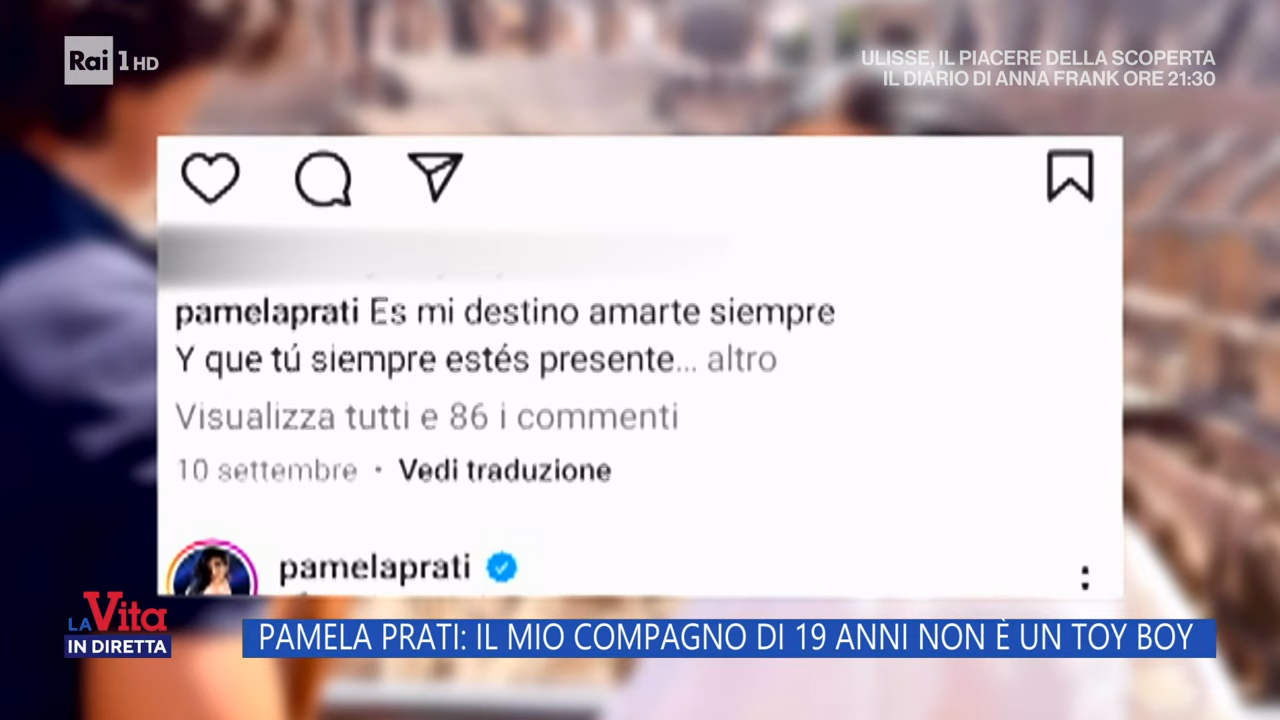 Rai 1 HD
ULISSE, IL PIACERE DELLA SCOPERTA
IL DIARIO DI ANNA FRANK ORE 21:30
pamelaprati Es mi destino amarte siempre
Y que tú siempre estés presente... altro
Visualizza tutti e 86 i commenti
10 settembre • Vedi traduzione
pamelaprati
LA Vita
IN DIRETTA
PAMELA PRATI: IL MIO COMPAGNO DI 19 ANNI NON È UN TOY BOY